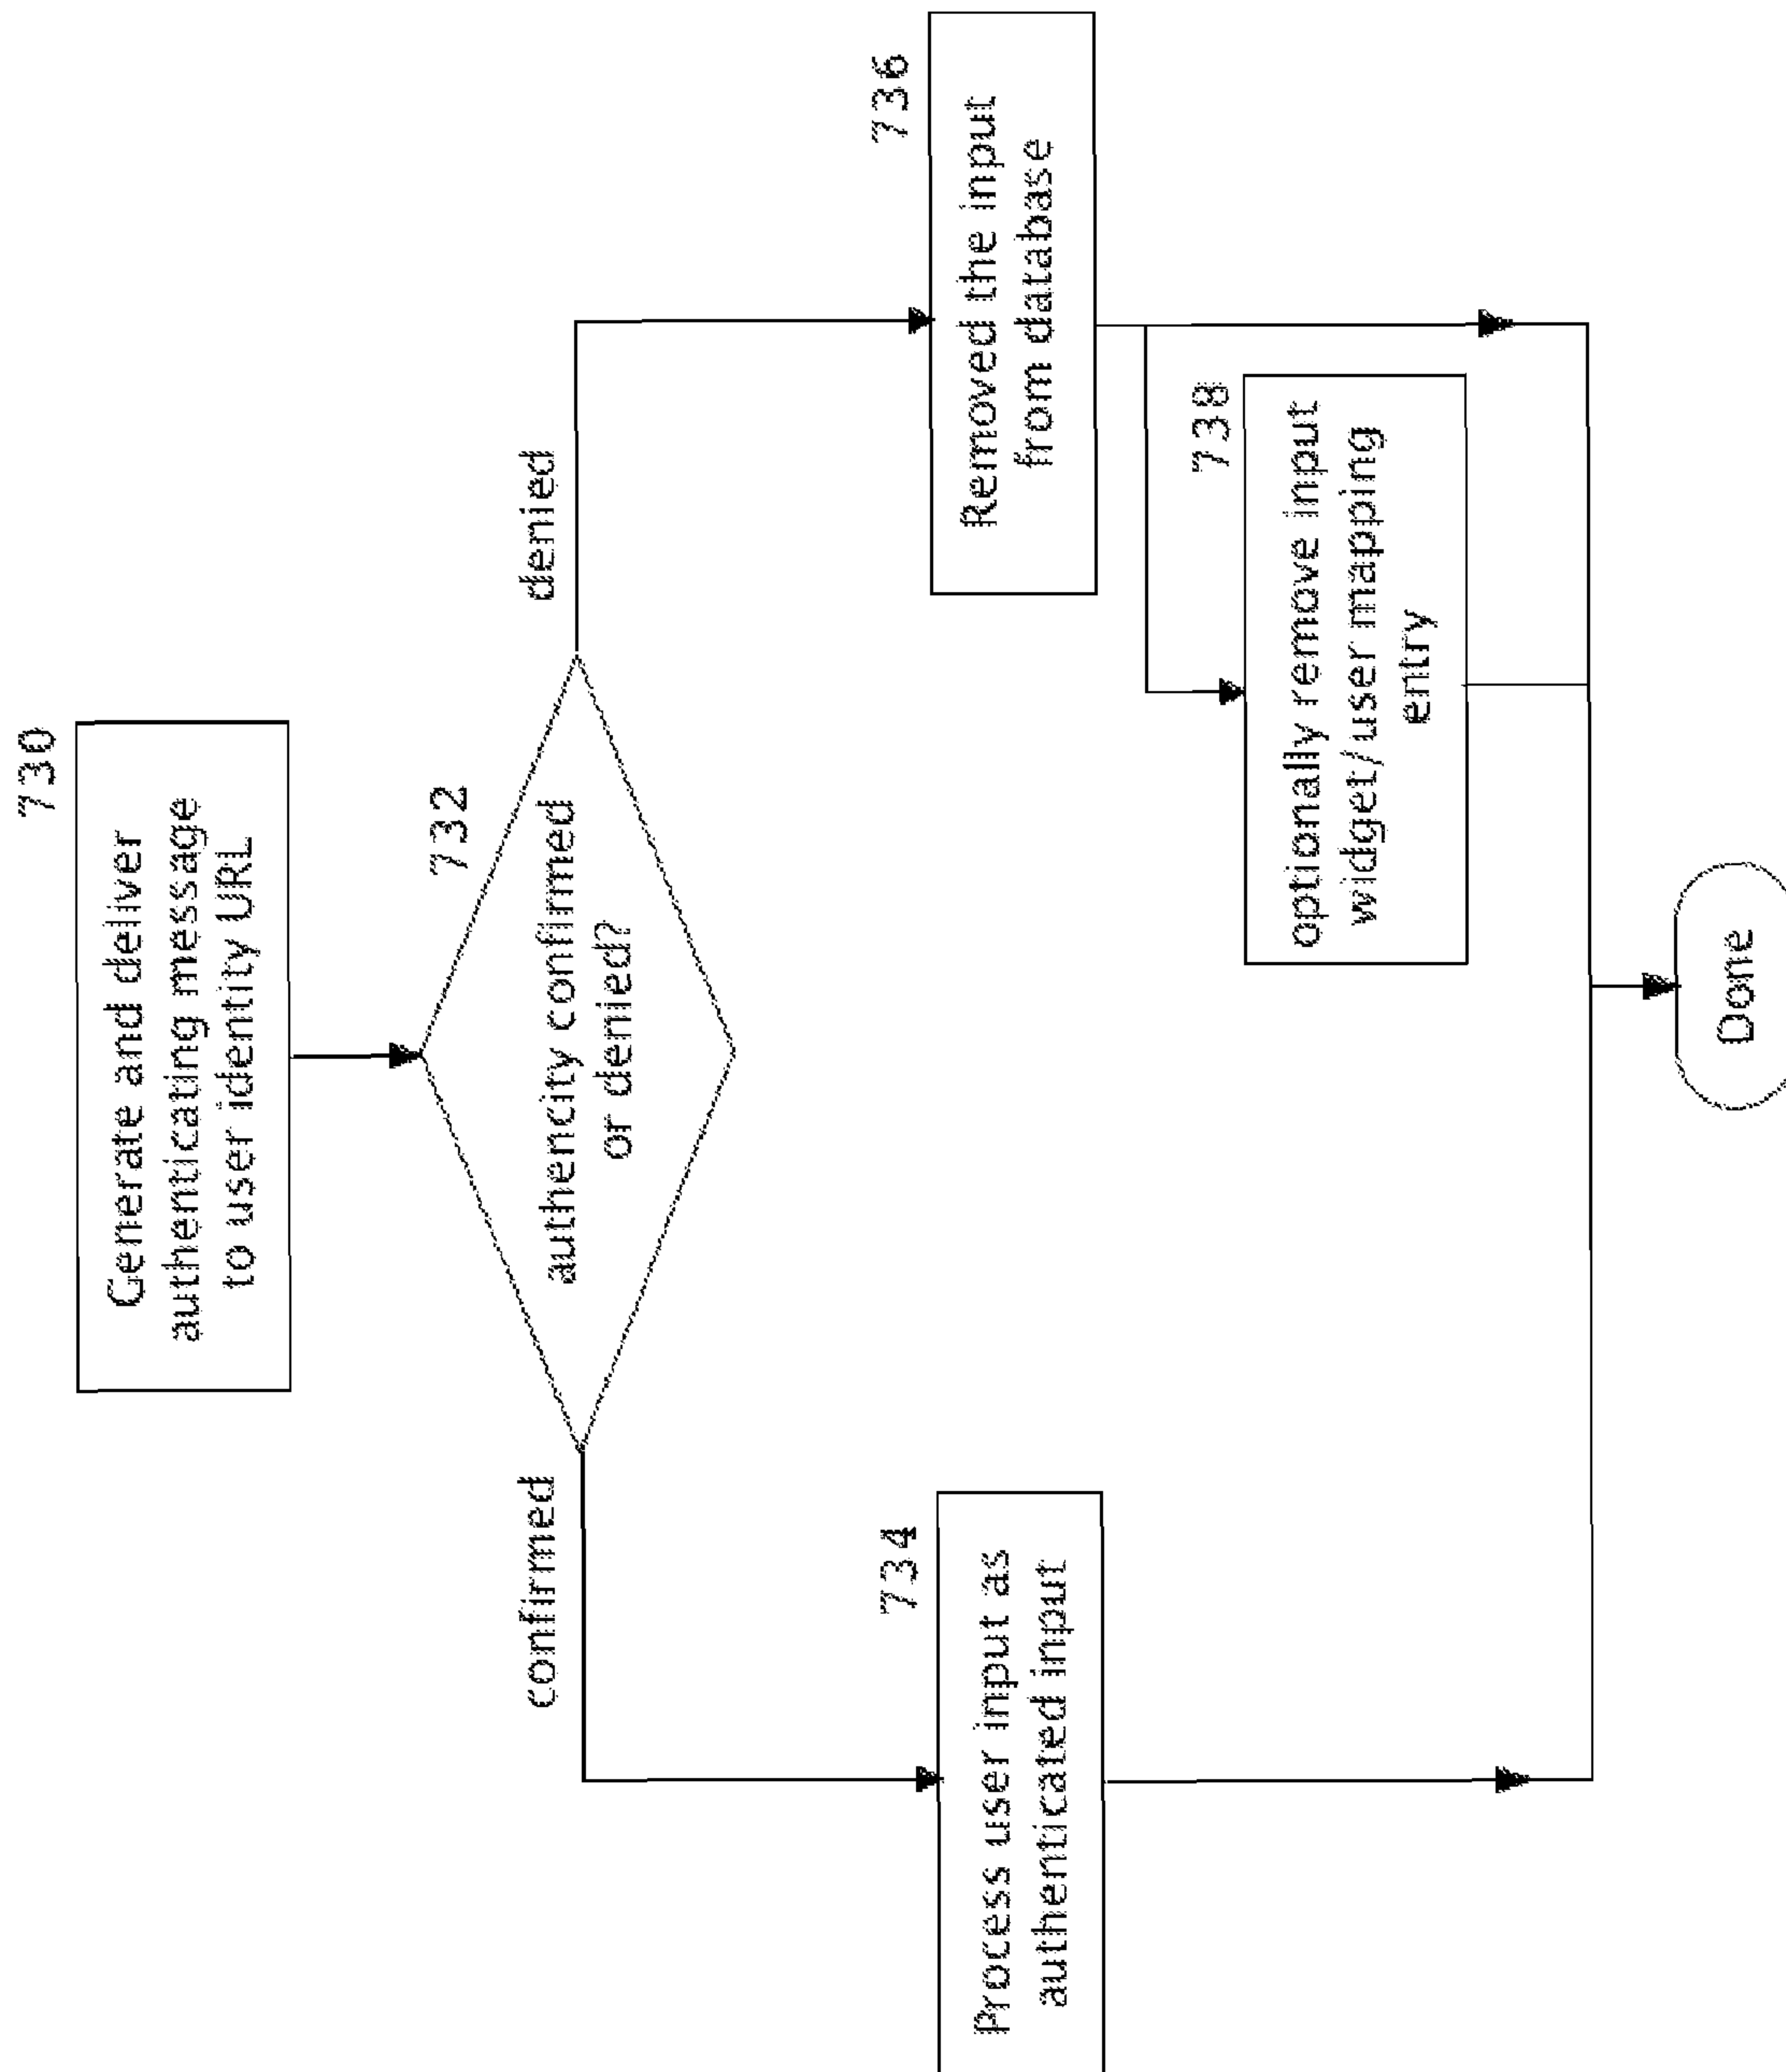 730
Generate and deliver
authenticating message
to user identity URL
732
authencity confirmed
or denied?
confirmed
denied
734
Process user input as
authenticated input
736
Removed the input
from database
738
optionally remove input
widget/user mapping
entry
Done